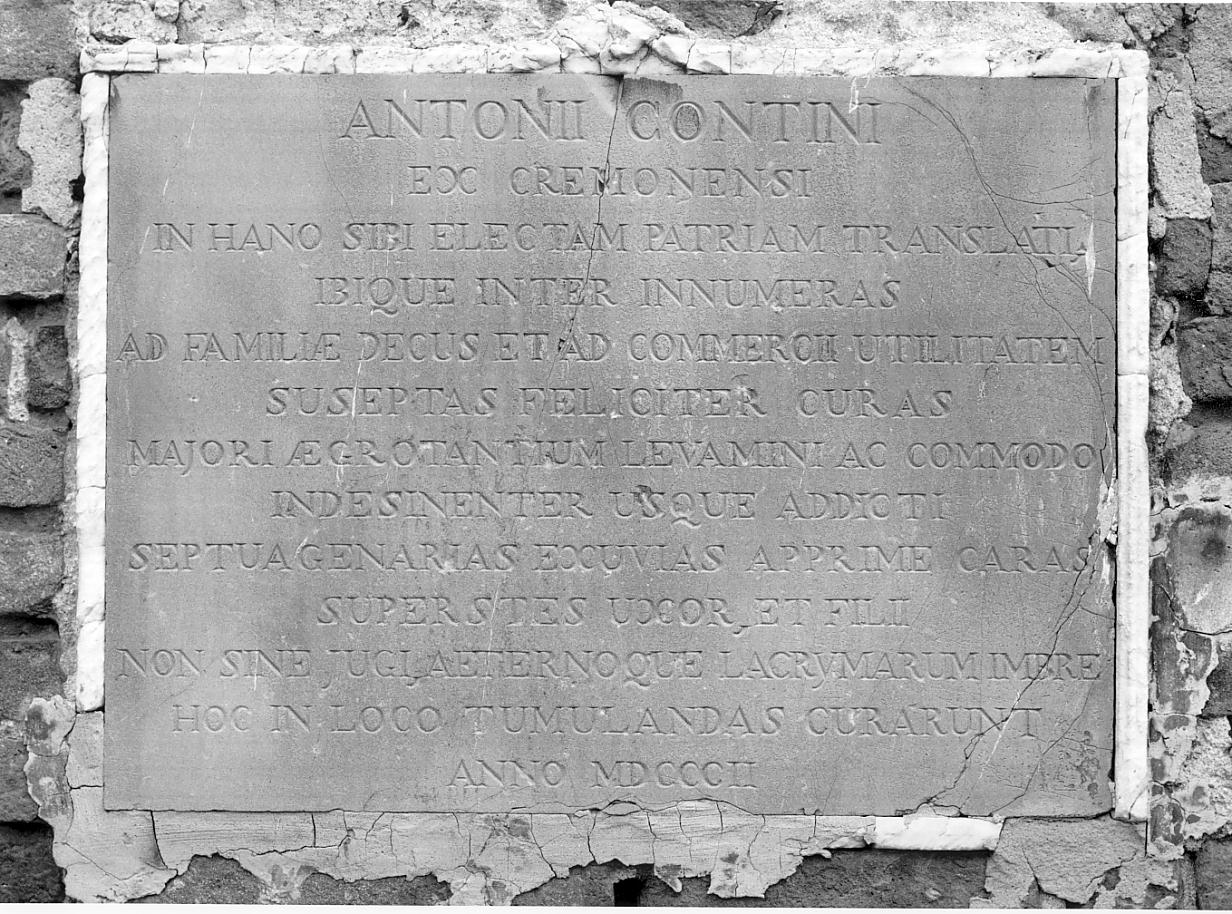 ANTONII CONTINI
EX CREMONENSI
IN HANC SIBI ELECTAM PATRIAM TRANSLATI,
IBIQUE INTER INNUMERAS
AD FAMILIÆ DECUS ET AD COMMERCII UTILITATEM
SUSEPTAS FELICITER CURAS
MAJORI ÆGROTANTIUM LEVAMINI AC COMMODO
INDESINENTER USQUE ADDICTI
SEPTUAGENARIAS EXUVIAS APPRIME CARAS
SUPERSTES UXOR, ET FILII
NON SINE JUGI, AETERNOQUE LACRYMARUM IMBRE
HOC IN LOCO TUMULANDAS CURARUNT
ANNO MDCCCII